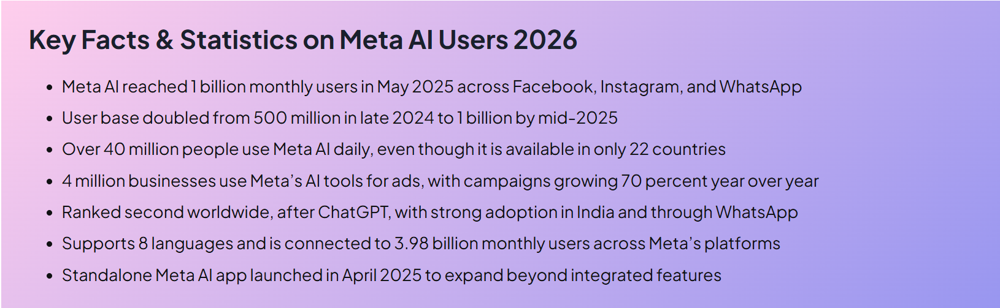 Key Facts & Statistics on Meta AI Users 2026
• Meta AI reached 1 billion monthly users in May 2025 across Facebook, Instagram, and WhatsApp
• User base doubled from 500 million in late 2024 to 1 billion by mid-2025
• Over 40 million people use Meta AI daily, even though it is available in only 22 countries
• 4 million businesses use Meta’s AI tools for ads, with campaigns growing 70 percent year over year
• Ranked second worldwide, after ChatGPT, with strong adoption in India and through WhatsApp
• Supports 8 languages and is connected to 3.98 billion monthly users across Meta’s platforms
• Standalone Meta AI app launched in April 2025 to expand beyond integrated features